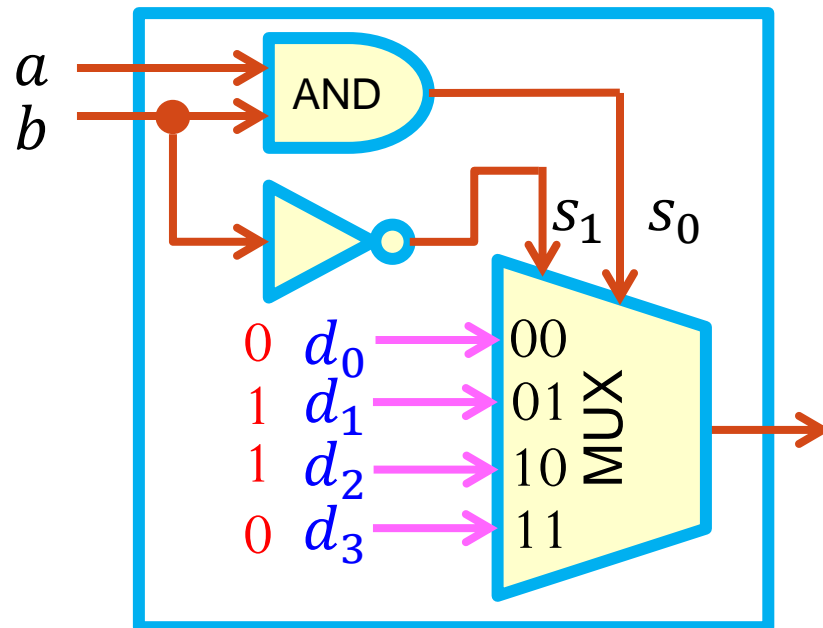 a
AND
b
s₁ s₀
0 d₀ 00
1 d₁ 01
1 d₂ 10
0 d₃ 11
MUX